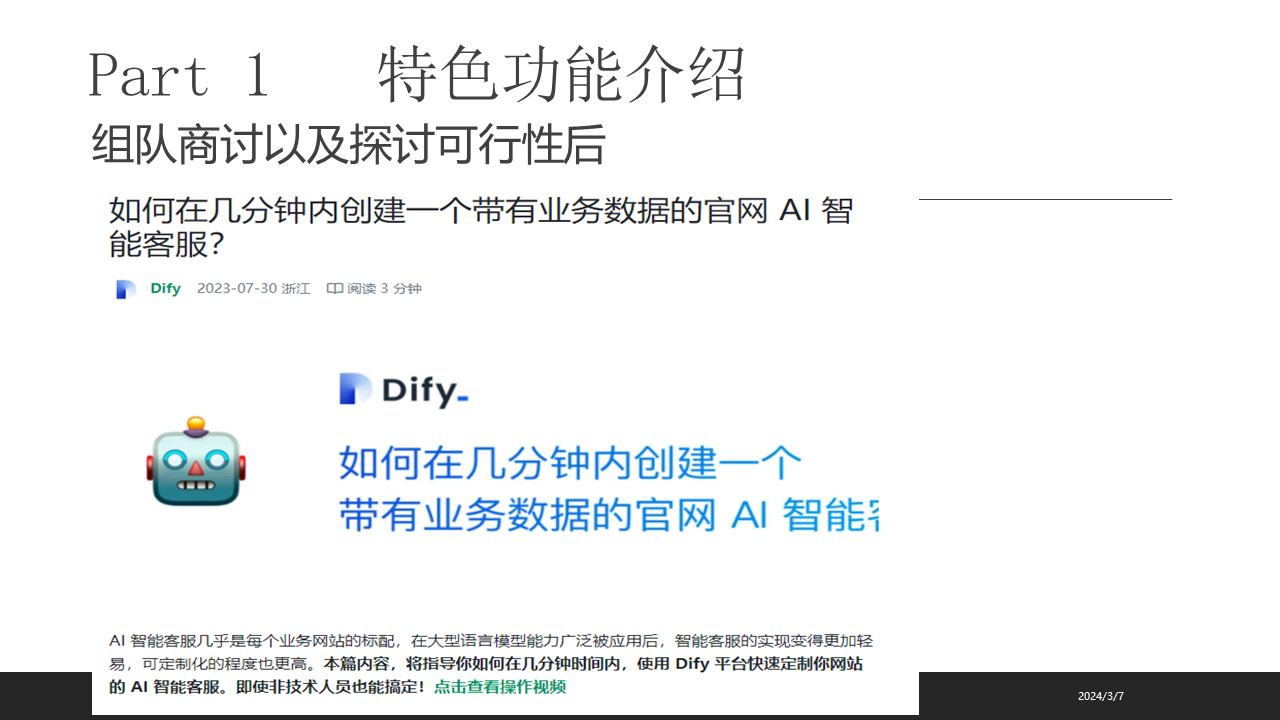 Part 1 特色功能介绍
组队商讨以及探讨可行性后
如何在几分钟内创建一个带有业务数据的官网 AI 智
能客服？
Dify 2023-07-30 浙江 阅读 3 分钟
Dify_
如何在几分钟内创建一个
带有业务数据的官网 AI 智能
AI 智能客服几乎是每个业务网站的标配，在大型语言模型能力广泛被应用后，智能客服的实现变得更加轻
易，可定制化的程度也更高。本篇内容，将指导你如何在几分钟时间内，使用 Dify 平台快速定制你网站
的 AI 智能客服。即使非技术人员也能搞定！点击查看操作视频
2024/3/7